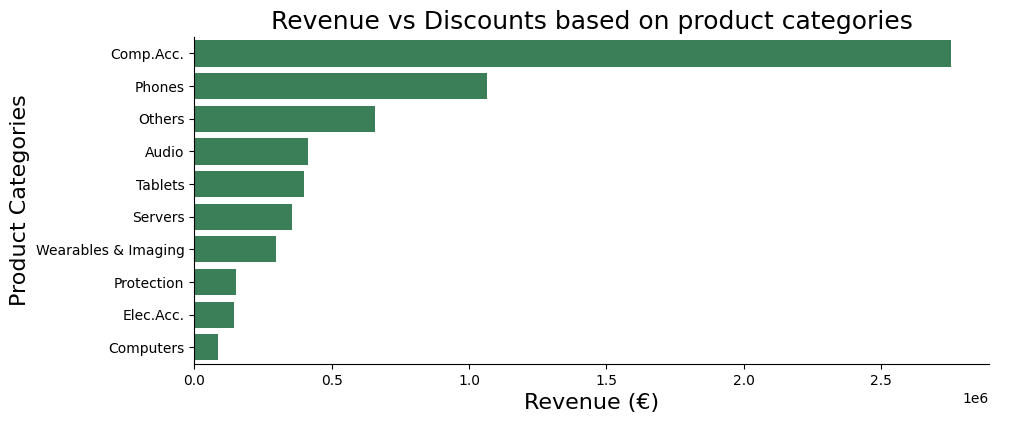 Revenue vs Discounts based on product categories
Product Categories
Comp.Acc.
Phones
Others
Audio
Tablets
Servers
Wearables & Imaging
Protection
Elec.Acc.
Computers
0.0 0.5 1.0 1.5 2.0 2.5
1e6
Revenue (€)